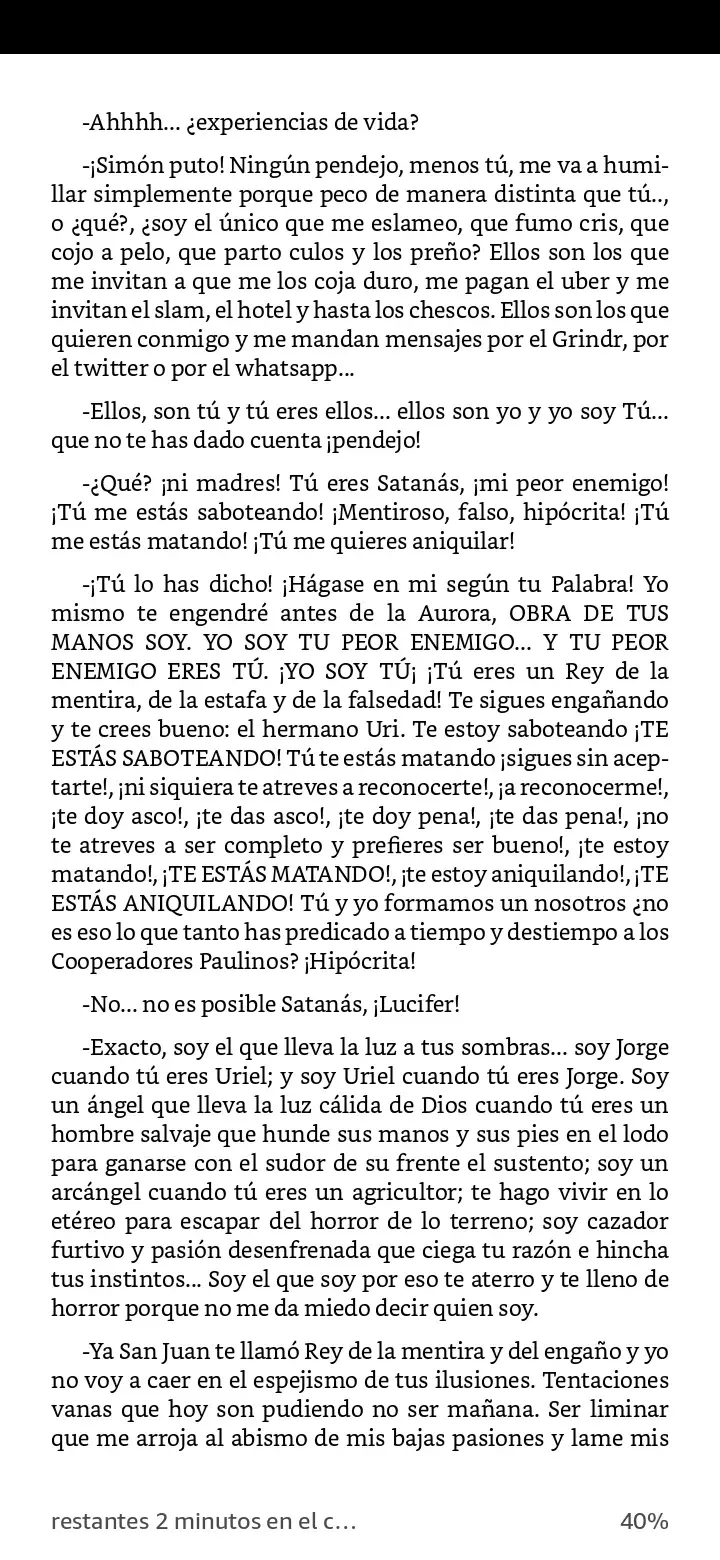 -Ahhhh... ¿experiencias de vida?
-¡Simón puto! Ningún pendejo, menos tú, me va a humi-
llar simplemente porque peco de manera distinta que tú..,
o ¿qué?, ¿soy el único que me eslameo, que fumo cris, que
cojo a pelo, que parto culos y los preño? Ellos son los que
me invitan a que me los coja duro, me pagan el uber y me
invitan el slam, el hotel y hasta los chescos. Ellos son los que
quieren conmigo y me mandan mensajes por el Grindr, por
el twitter o por el whatsapp...
-Ellos, son tú y tú eres ellos... ellos son yo y yo soy Tú...
que no te has dado cuenta ¡pendejo!
-¿Qué? ¡ni madres! Tú eres Satanás, ¡mi peor enemigo!
¡Tú me estás saboteando! ¡Mentiroso, falso, hipócrita! ¡Tú
me estás matando! ¡Tú me quieres aniquilar!
-¡Tú lo has dicho! ¡Hágase en mi según tu Palabra! Yo
mismo te engendré antes de la Aurora, OBRA DE TUS
MANOS SOY. YO SOY TU PEOR ENEMIGO... Y TU PEOR
ENEMIGO ERES TÚ. ¡YO SOY TÚ¡ ¡Tú eres un Rey de la
mentira, de la estafa y de la falsedad! Te sigues engañando
y te crees bueno: el hermano Uri. Te estoy saboteando ¡TE
ESTÁS SABOTEANDO! Tú te estás matando ¡sigues sin acep-
tarte!, ¡ni siquiera te atreves a reconocerte!, ¡a reconocerme!,
¡te doy asco!, ¡te das asco!, ¡te doy pena!, ¡te das pena!, ¡no
te atreves a ser completo y prefieres ser bueno!, ¡te estoy
matando!, ¡TE ESTÁS MATANDO!, ¡te estoy aniquilando!, ¡TE
ESTÁS ANIQUILANDO! Tú y yo formamos un nosotros ¿no
es eso lo que tanto has predicado a tiempo y destiempo a los
Cooperadores Paulinos? ¡Hipócrita!
-No... no es posible Satanás, ¡Lucifer!
-Exacto, soy el que lleva la luz a tus sombras... soy Jorge
cuando tú eres Uriel; y soy Uriel cuando tú eres Jorge. Soy
un ángel que lleva la luz cálida de Dios cuando tú eres un
hombre salvaje que hunde sus manos y sus pies en el lodo
para ganarse con el sudor de su frente el sustento; soy un
arcángel cuando tú eres un agricultor; te hago vivir en lo
etéreo para escapar del horror de lo terreno; soy cazador
furtivo y pasión desenfrenada que ciega tu razón e hincha
tus instintos... Soy el que soy por eso te aterro y te lleno de
horror porque no me da miedo decir quien soy.
-Ya San Juan te llamó Rey de la mentira y del engaño y yo
no voy a caer en el espejismo de tus ilusiones. Tentaciones
vanas que hoy son pudiendo no ser mañana. Ser liminar
que me arroja al abismo de mis bajas pasiones y lame mis
restantes 2 minutos en el c... 40%